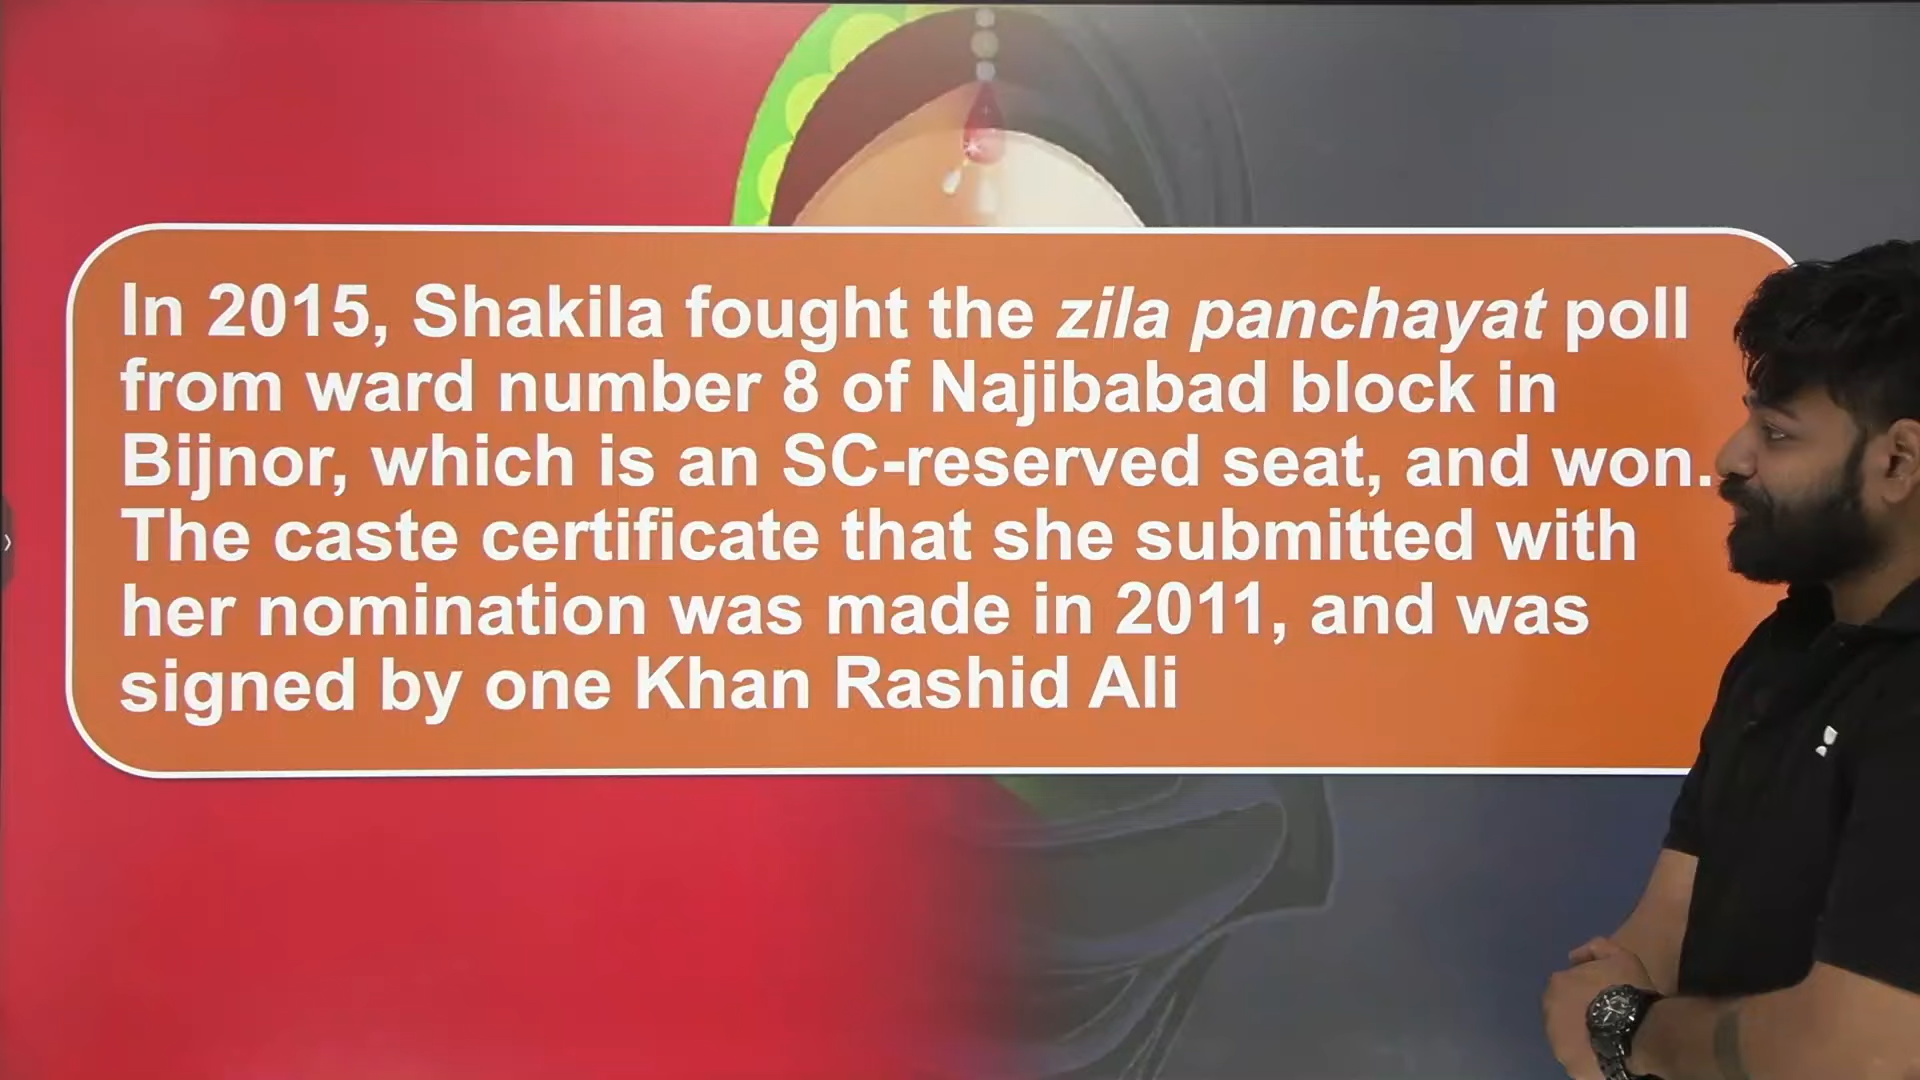 In 2015, Shakila fought the zila panchayat poll
from ward number 8 of Najibabad block in
Bijnor, which is an SC-reserved seat, and won.
The caste certificate that she submitted with
her nomination was made in 2011, and was
signed by one Khan Rashid Ali